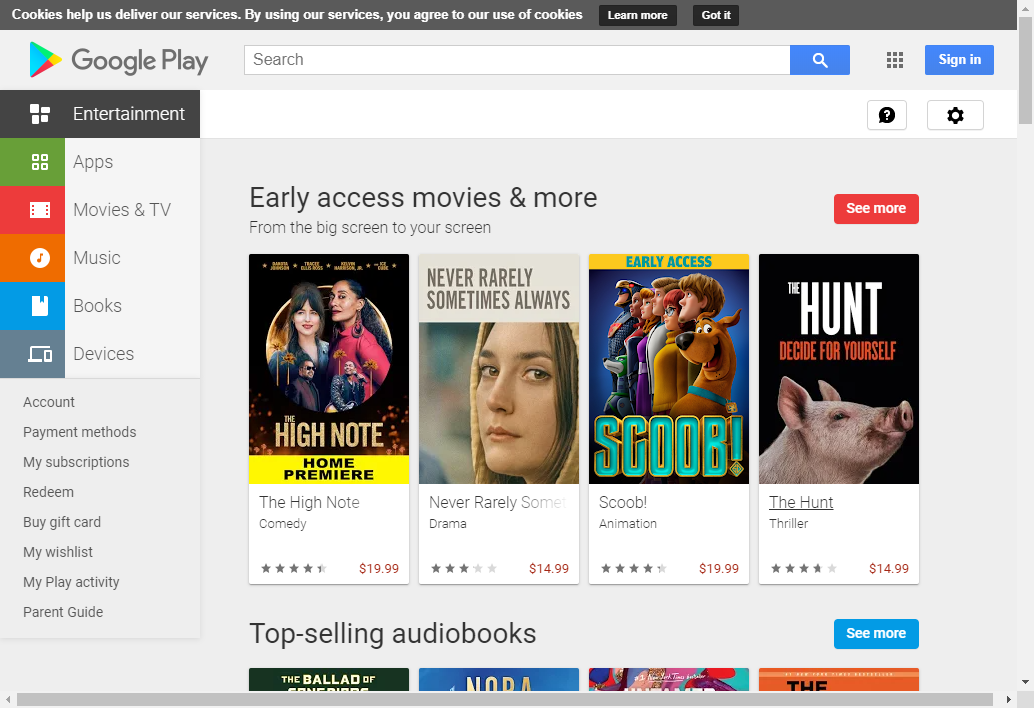 Cookies help us deliver our services. By using our services, you agree to our use of cookies
Learn more
Got it
Google Play
Search
Sign in
Entertainment
Apps
Movies & TV
Music
Books
Devices
Account
Payment methods
My subscriptions
Redeem
Buy gift card
My wishlist
My Play activity
Parent Guide
Early access movies & more
See more
From the big screen to your screen
DAKOTA JOHNSON
TRACEE ELLIS ROSS
KELVIN HARRISON, JR.
AND ICE CUBE
THE
HIGH NOTE
HOME
PREMIERE
The High Note
Comedy
$19.99
NEVER RARELY
SOMETIMES ALWAYS
Never Rarely Somet
Drama
$14.99
EARLY ACCESS
SCOOB!
Scoob!
Animation
$19.99
THE
HUNT
DECIDE FOR YOURSELF
The Hunt
Thriller
$14.99
Top-selling audiobooks
See more
THE BALLAD OF
NORA
#1 New York Times bestseller
THE